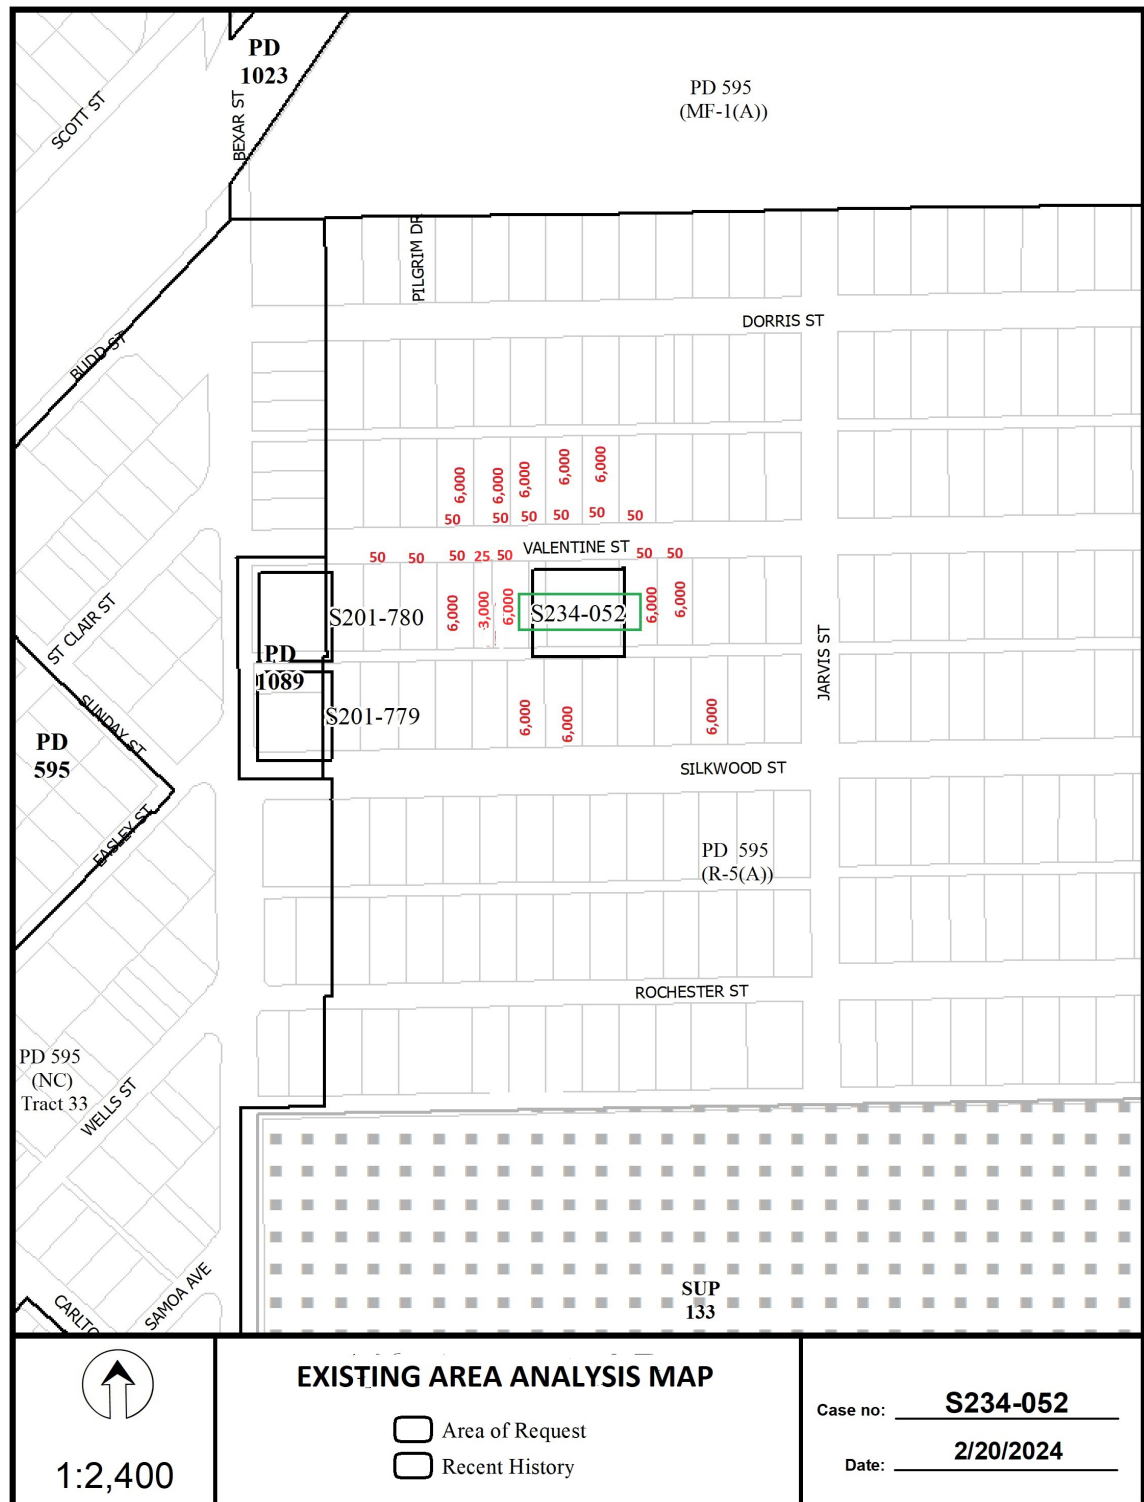 PD
1023
PD 595
(MF-1(A))
SCOTT ST
BEXAR ST
PILGRIM DR
DORRIS ST
BUDD ST
6,000
6,000
6,000
6,000
6,000
50
50
50
50
50
50
VALENTINE ST
50
50
50
25
50
50
50
S201-780
6,000
3,000
6,000
S234-052
6,000
6,000
ST CLAIR ST
PD
1089
JARVIS ST
SUNDAY ST
S201-779
6,000
6,000
6,000
PD
595
SILKWOOD ST
EASLEY ST
PD 595
(R-5(A))
ROCHESTER ST
PD 595
(NC)
Tract 33
WELLS ST
SAMOA AVE
CARLTO
SUP
133
1:2,400
EXISTING AREA ANALYSIS MAP
Area of Request
Recent History
Case no: S234-052
Date: 2/20/2024